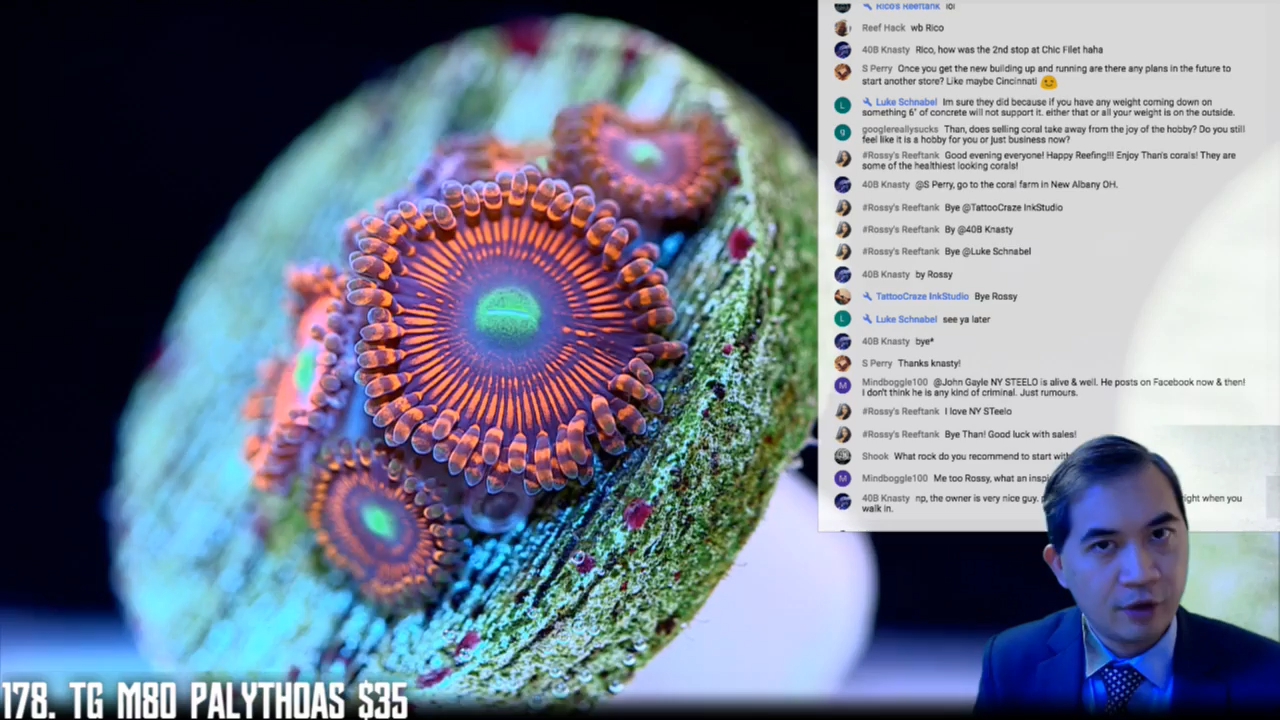 Rico's Reeftank lol
Reef Hack wb Rico
40B Knasty Rico, how was the 2nd stop at Chic Filet haha
S Perry Once you get the new building up and running are there any plans in the future to
start another store? Like maybe Cincinnati
L Luke Schnabel Im sure they did because if you have any weight coming down on
something 6" of concrete will not support it. either that or all your weight is on the outside.
g googlereallysucks Than, does selling coral take away from the joy of the hobby? Do you still
feel like it is a hobby for you or just business now?
#Rossy's Reeftank Good evening everyone! Happy Reefing!!! Enjoy Than's corals! They are
some of the healthiest looking corals!
40B Knasty @S Perry, go to the coral farm in New Albany OH.
#Rossy's Reeftank Bye @TattooCraze InkStudio
#Rossy's Reeftank By @40B Knasty
#Rossy's Reeftank Bye @Luke Schnabel
40B Knasty by Rossy
TattooCraze InkStudio Bye Rossy
L Luke Schnabel see ya later
40B Knasty bye*
S Perry Thanks knasty!
M Mindboggle100 @John Gayle NY STEELO is alive & well. He posts on Facebook now & then!
I don't think he is any kind of criminal. Just rumours.
#Rossy's Reeftank I love NY STeelo
#Rossy's Reeftank Bye Than! Good luck with sales!
Shook What rock do you recommend to start with
M Mindboggle100 Me too Rossy, what an
40B Knasty np, the owner is very nice guy. right when you
walk in.
178. TG M80 PALYTHOAS $35